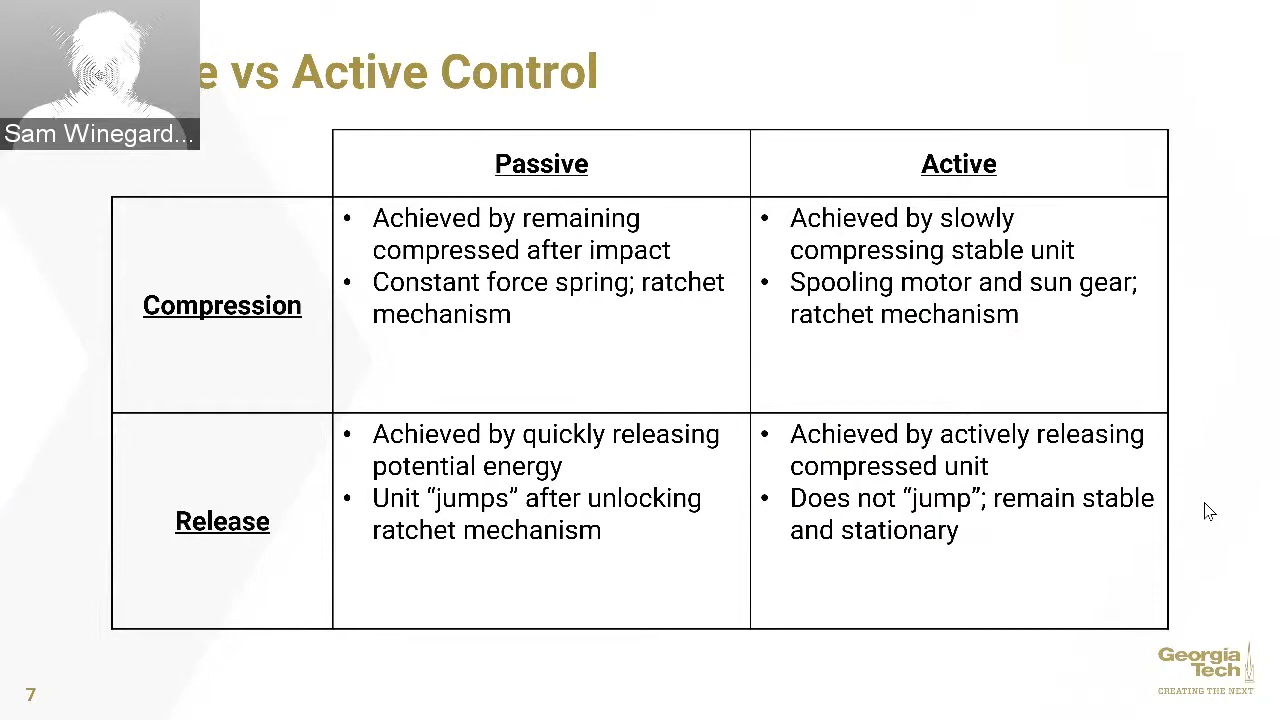 e vs Active Control
Sam Winegard...
Passive
Active
Compression
• Achieved by remaining
compressed after impact
• Constant force spring; ratchet
mechanism
• Achieved by slowly
compressing stable unit
• Spooling motor and sun gear;
ratchet mechanism
Release
• Achieved by quickly releasing
potential energy
• Unit “jumps” after unlocking
ratchet mechanism
• Achieved by actively releasing
compressed unit
• Does not “jump”; remain stable
and stationary
Georgia
Tech
CREATING THE NEXT
7